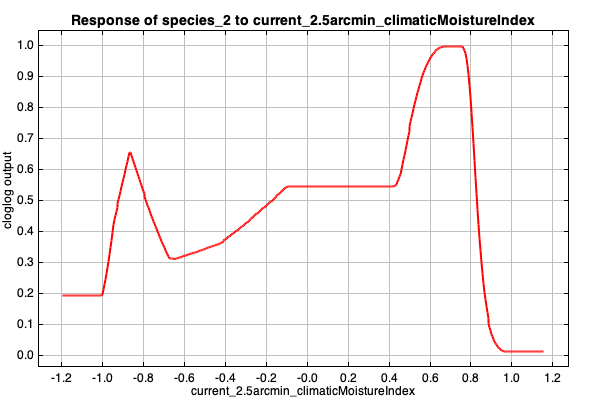 Response of species_2 to current_2.5arcmin_climaticMoistureIndex
cloglog output
1.0
0.9
0.8
0.7
0.6
0.5
0.4
0.3
0.2
0.1
0.0
-1.2 -1.0 -0.8 -0.6 -0.4 -0.2 -0.0 0.2 0.4 0.6 0.8 1.0 1.2
current_2.5arcmin_climaticMoistureIndex